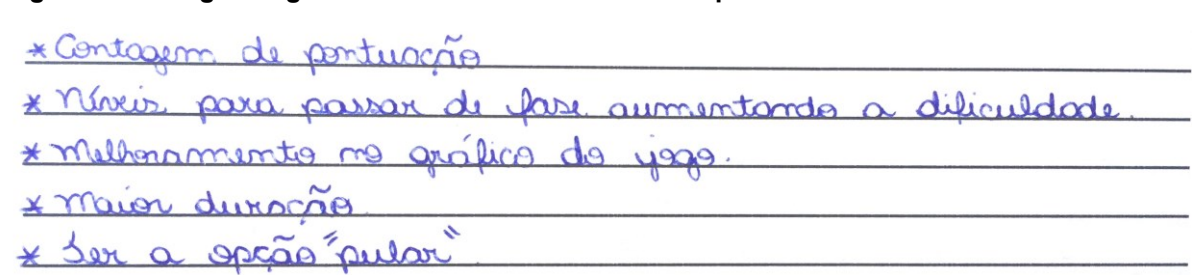 * Contagem de pontuação
* Níveis para passar de fase aumentando a dificuldade.
* Melhoramento no gráfico do jogo.
* Maior duração
* Ter a opção "pular"